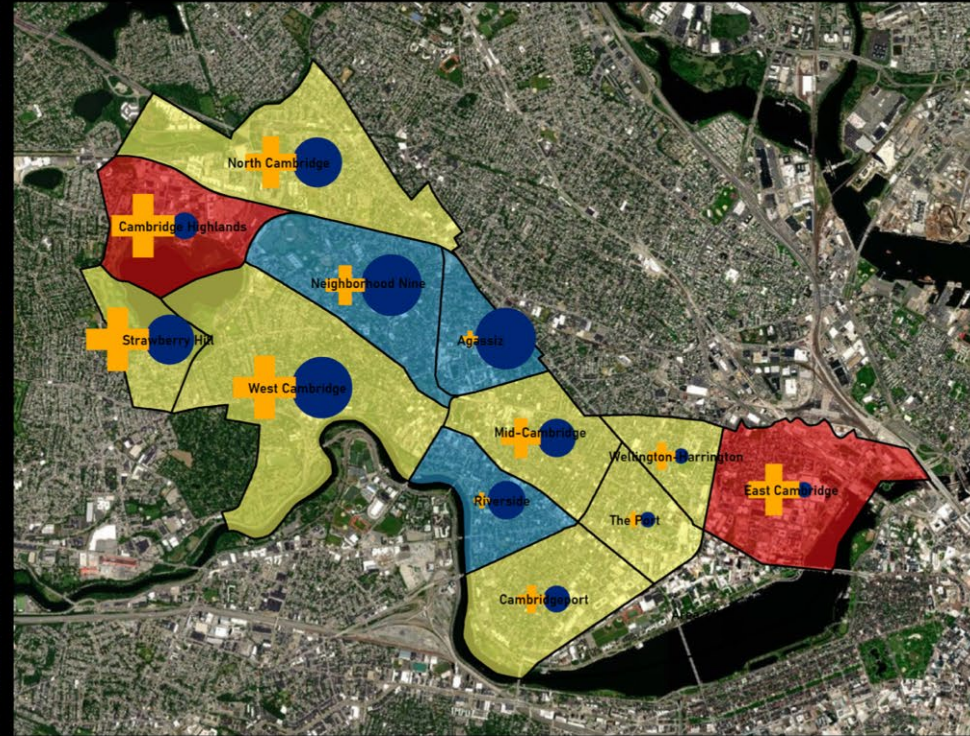 North Cambridge
Cambridge Highlands
Neighborhood Nine
Strawberry Hill
Agassiz
West Cambridge
Mid-Cambridge
Wellington-Harrington
East Cambridge
Riverside
The Port
Cambridgeport